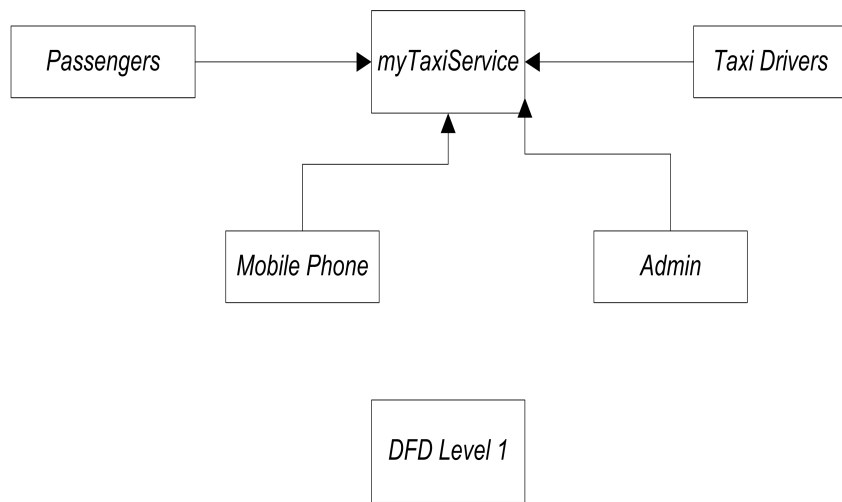 Passengers
myTaxiService
Taxi Drivers
Mobile Phone
Admin
DFD Level 1